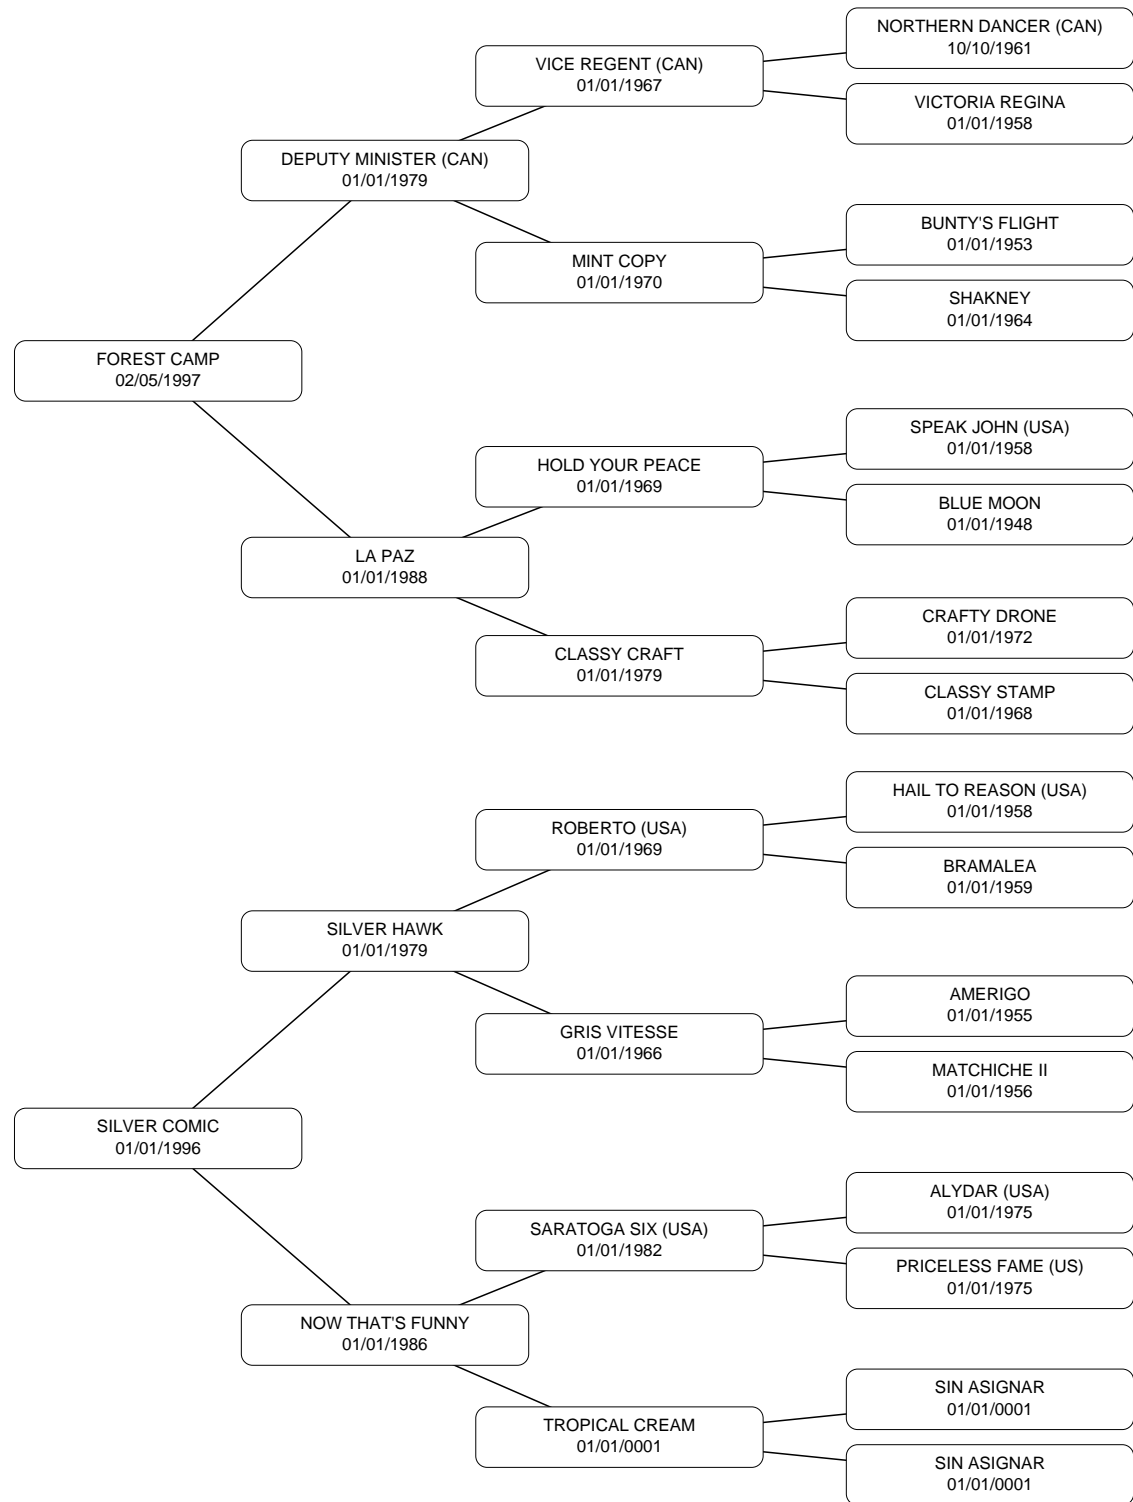 NORTHERN DANCER (CAN)
10/10/1961
VICE REGENT (CAN)
01/01/1967
VICTORIA REGINA
01/01/1958
DEPUTY MINISTER (CAN)
01/01/1979
BUNTY'S FLIGHT
01/01/1953
MINT COPY
01/01/1970
SHAKNEY
01/01/1964
FOREST CAMP
02/05/1997
SPEAK JOHN (USA)
01/01/1958
HOLD YOUR PEACE
01/01/1969
BLUE MOON
01/01/1948
LA PAZ
01/01/1988
CRAFTY DRONE
01/01/1972
CLASSY CRAFT
01/01/1979
CLASSY STAMP
01/01/1968
HAIL TO REASON (USA)
01/01/1958
ROBERTO (USA)
01/01/1969
BRAMALEA
01/01/1959
SILVER HAWK
01/01/1979
AMERIGO
01/01/1955
GRIS VITESSE
01/01/1966
MATCHICHE II
01/01/1956
SILVER COMIC
01/01/1996
ALYDAR (USA)
01/01/1975
SARATOGA SIX (USA)
01/01/1982
PRICELESS FAME (US)
01/01/1975
NOW THAT'S FUNNY
01/01/1986
SIN ASIGNAR
01/01/0001
TROPICAL CREAM
01/01/0001
SIN ASIGNAR
01/01/0001